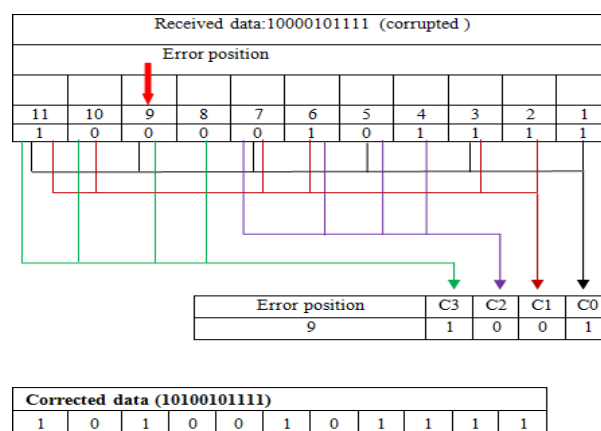 Received data:10000101111 (corrupted )
Error position
11 10 9 8 7 6 5 4 3 2 1
1 0 0 0 0 1 0 1 1 1 1
Error position C3 C2 C1 C0
9 1 0 0 1
Corrected data (10100101111)
1 0 1 0 0 1 0 1 1 1 1